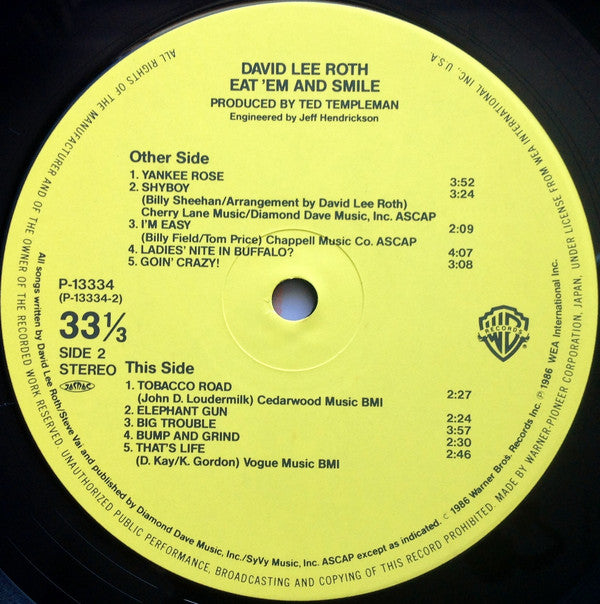 DAVID LEE ROTH
EAT 'EM AND SMILE
PRODUCED BY TED TEMPLEMAN
Engineered by Jeff Hendrickson
Other Side
1. YANKEE ROSE 3:52
2. SHYBOY 3:24
(Billy Sheehan/Arrangement by David Lee Roth)
Cherry Lane Music/Diamond Dave Music, Inc. ASCAP
3. I'M EASY 2:09
(Billy Field/Tom Price) Chappell Music Co. ASCAP
4. LADIES' NITE IN BUFFALO? 4:07
5. GOIN' CRAZY! 3:08
P-13334
(P-13334-2)
33 1/3
SIDE 2
STEREO
JASRAC
WB
RECORDS
This Side
1. TOBACCO ROAD
(John D. Loudermilk) Cedarwood Music BMI 2:27
2. ELEPHANT GUN 2:24
3. BIG TROUBLE 3:57
4. BUMP AND GRIND 2:30
5. THAT'S LIFE 2:46
(D. Kay/K. Gordon) Vogue Music BMI
All songs written by David Lee Roth/Steve Vai and published by Diamond Dave Music, Inc./SyVy Music, Inc. ASCAP except as indicated. © 1986 Warner Bros. Records Inc. ℗ 1986 WEA International Inc.
ALL RIGHTS OF THE MANUFACTURER AND OF THE OWNER OF THE RECORDED WORK RESERVED. UNAUTHORIZED PUBLIC PERFORMANCE, BROADCASTING AND COPYING OF THIS RECORD PROHIBITED. MADE BY WARNER-PIONEER CORPORATION, JAPAN, UNDER LICENSE FROM WEA INTERNATIONAL INC., U.S.A.